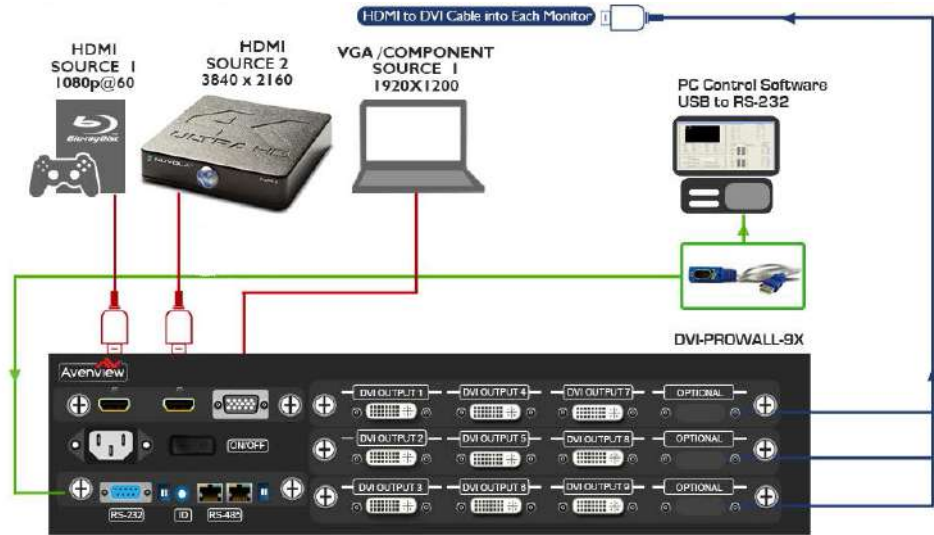 HDMI to DVI Cable into Each Monitor
HDMI
SOURCE 1
1080p@60
HDMI
SOURCE 2
3840 x 2160
VGA/COMPONENT
SOURCE 1
1920X1200
PC Control Software
USB to RS-232
Blu-ray Disc
4K
ULTRA HD
DVI-PROWALL-9X
Avenview
DVI OUTPUT 1
DVI OUTPUT 4
DVI OUTPUT 7
OPTIONAL
ON/OFF
DVI OUTPUT 2
DVI OUTPUT 5
DVI OUTPUT 8
OPTIONAL
DVI OUTPUT 3
DVI OUTPUT 6
DVI OUTPUT 9
OPTIONAL
RS-232
ID
RS-485